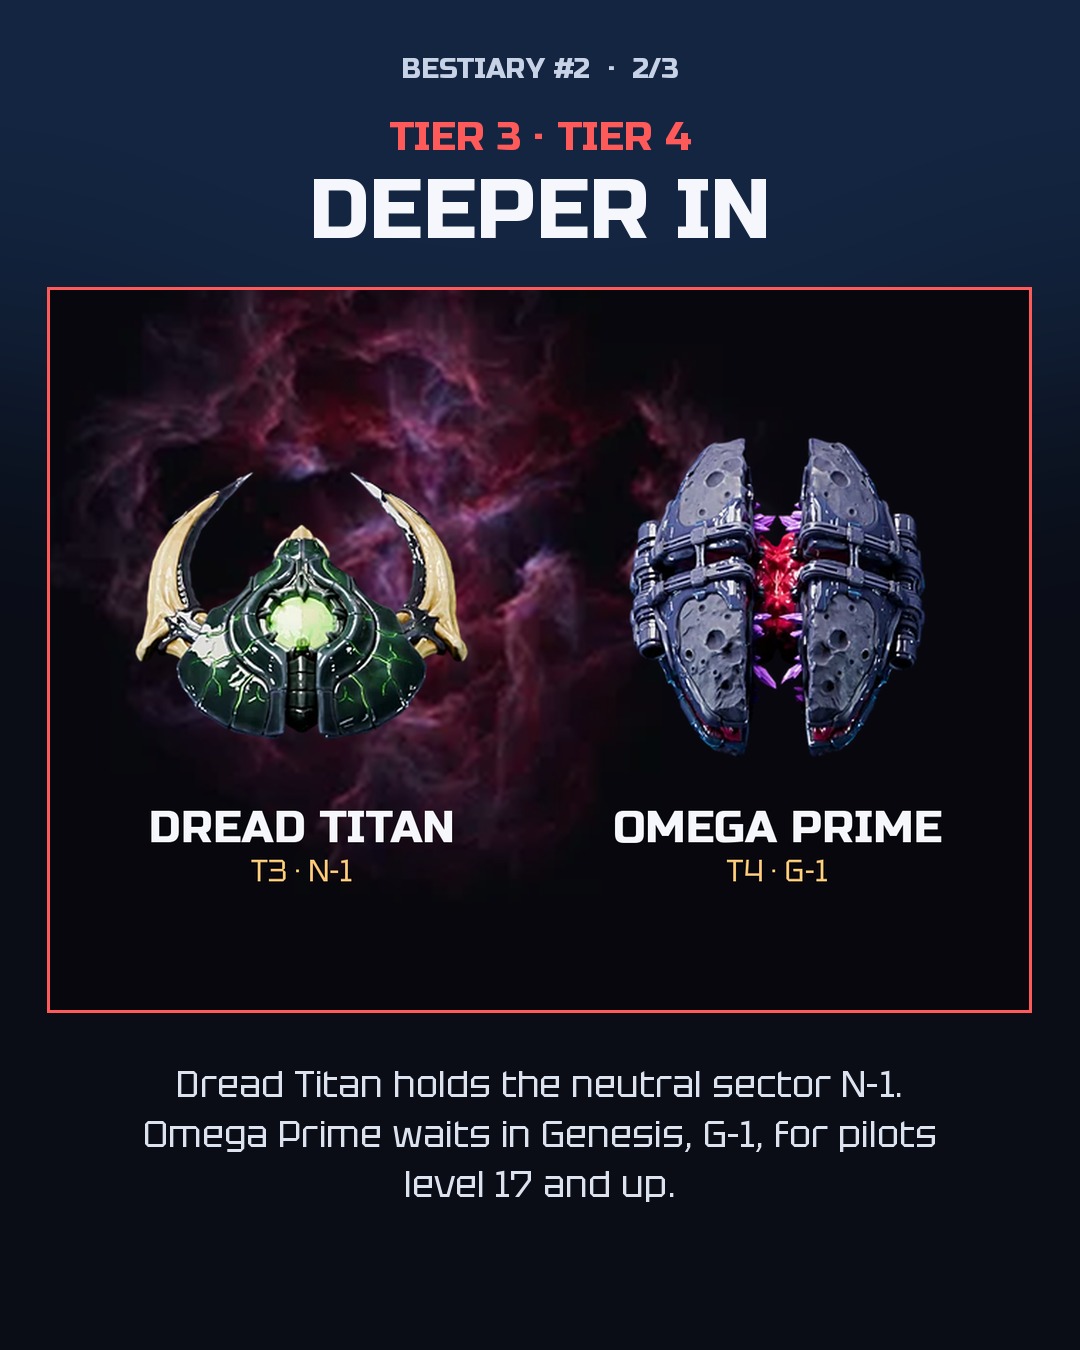 BESTIARY #2 · 2/3
TIER 3 · TIER 4
DEEPER IN
DREAD TITAN
T3 · N-1
OMEGA PRIME
T4 · G-1
Dread Titan holds the neutral sector N-1.
Omega Prime waits in Genesis, G-1, for pilots
level 17 and up.